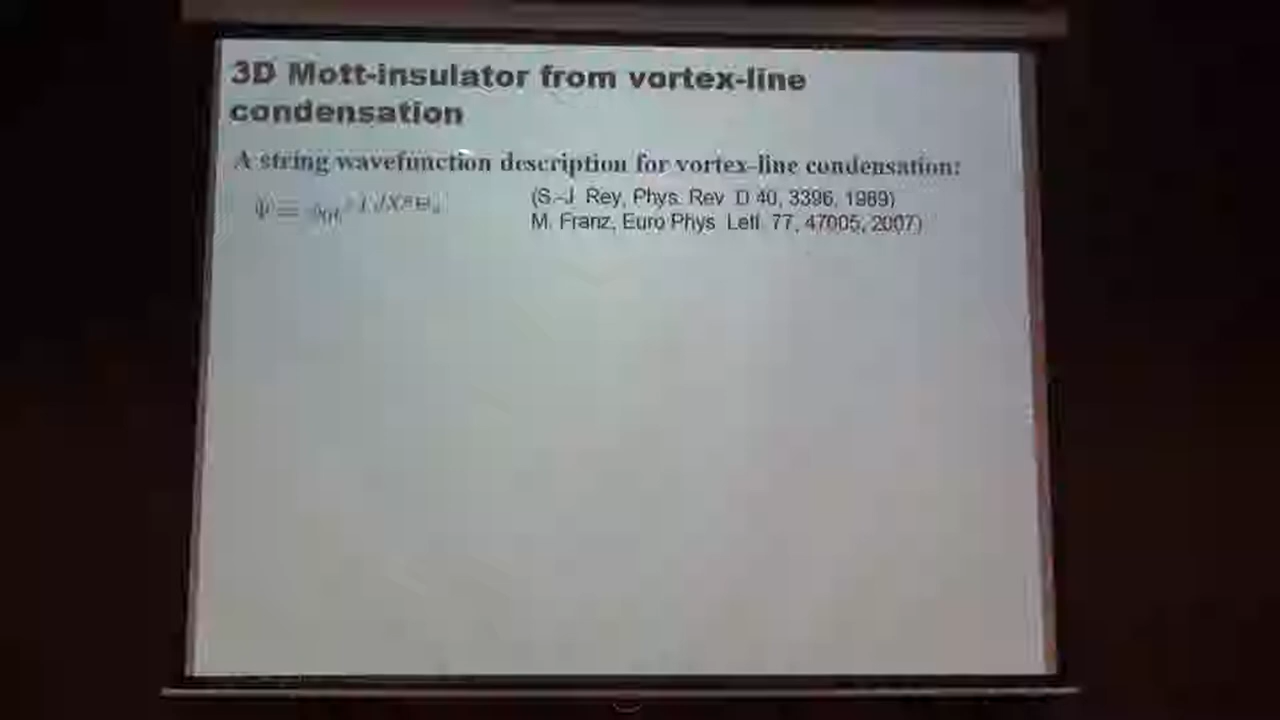 3D Mott-insulator from vortex-line
condensation
A string wavefunction description for vortex-line condensation:
(S.-J. Rey, Phys. Rev. D 40, 3396, 1989)
M. Franz, Euro Phys. Lett. 77, 47005, 2007)